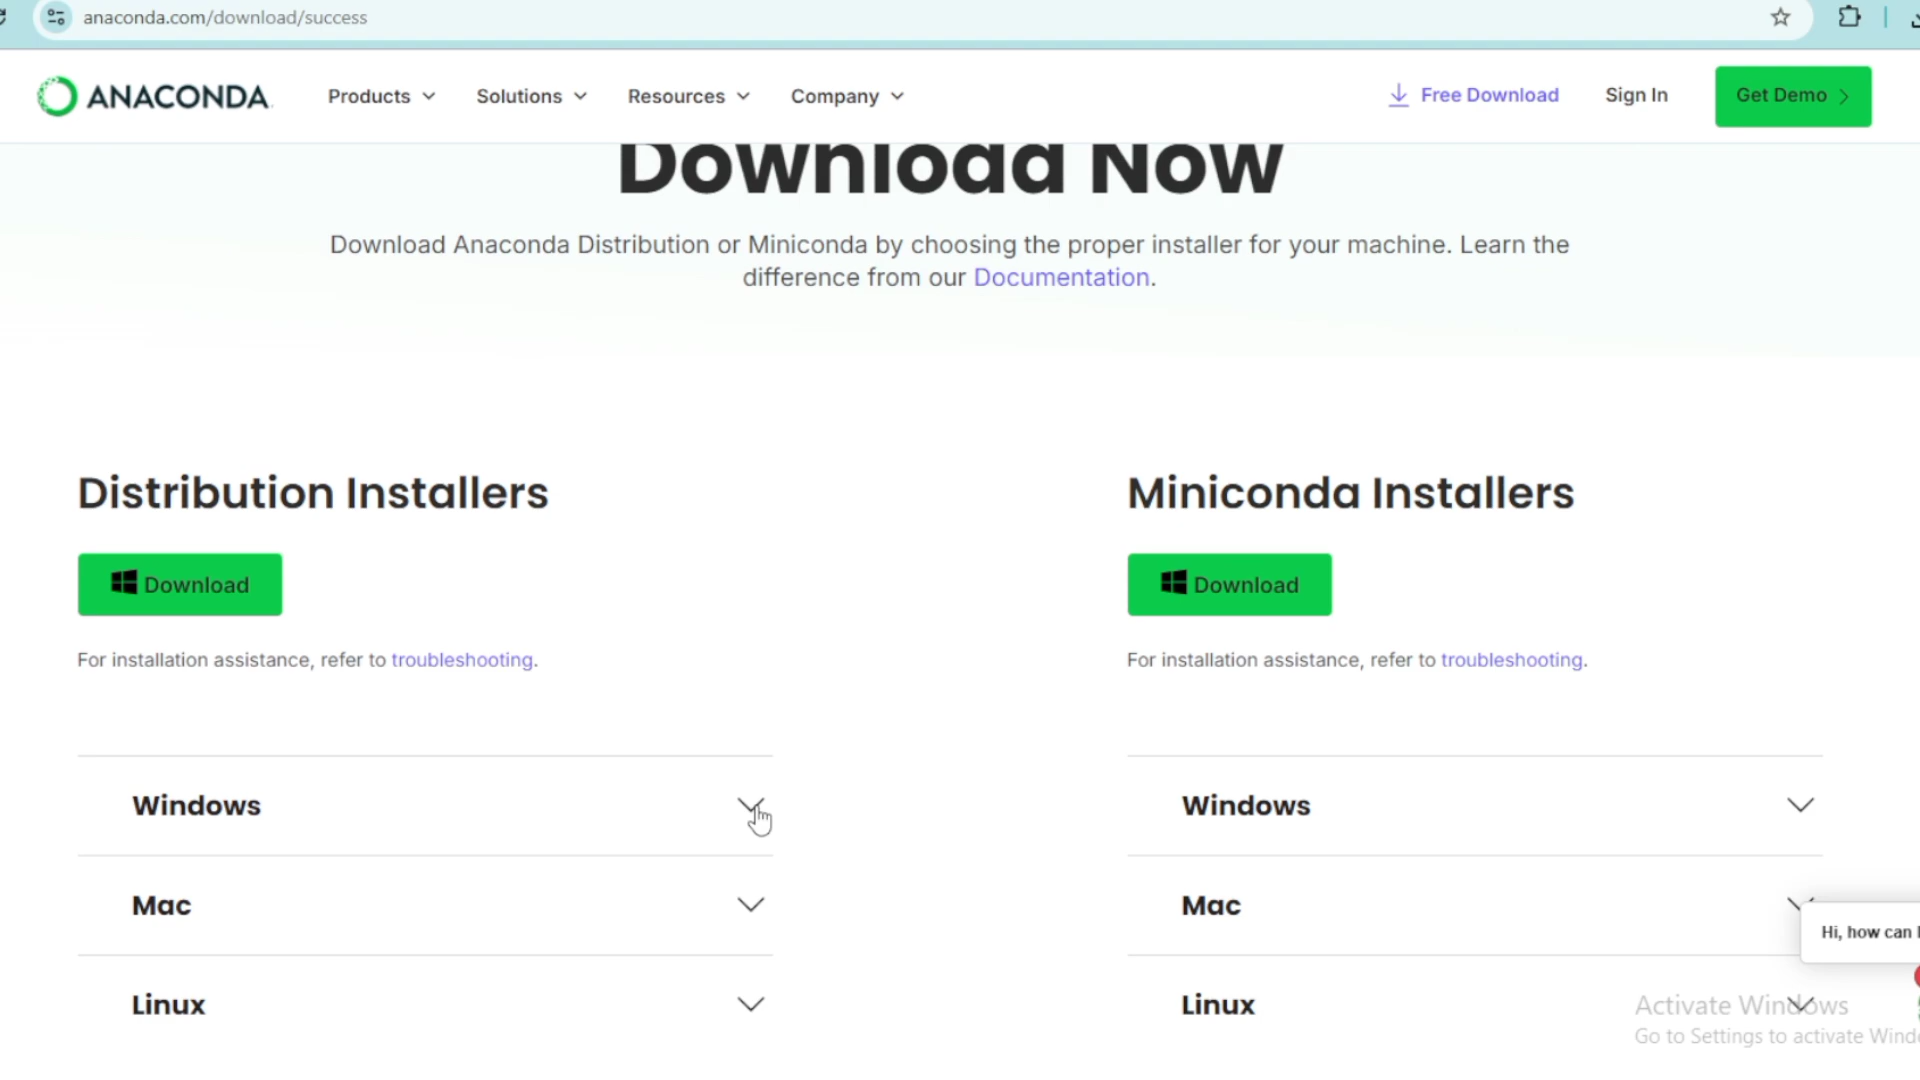 anaconda.com/download/success
ANACONDA
Products
Solutions
Resources
Company
Free Download
Sign In
Get Demo
Download Now
Download Anaconda Distribution or Miniconda by choosing the proper installer for your machine. Learn the
difference from our Documentation.
Distribution Installers
Download
For installation assistance, refer to troubleshooting.
Windows
Mac
Linux
Miniconda Installers
Download
For installation assistance, refer to troubleshooting.
Windows
Mac
Linux
Hi, how can
Activate Windows
Go to Settings to activate